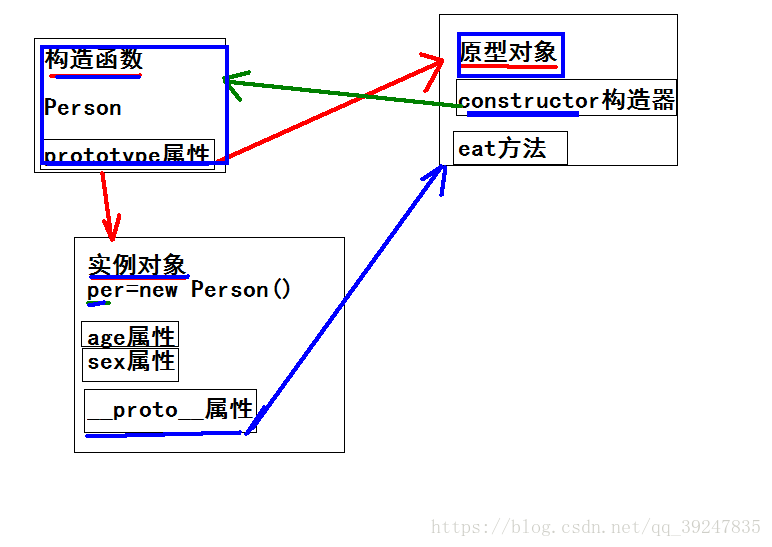 构造函数
Person
prototype属性
原型对象
constructor构造器
eat方法
实例对象
per=new Person()
age属性
sex属性
__proto__属性
https://blog.csdn.net/qq_39247835